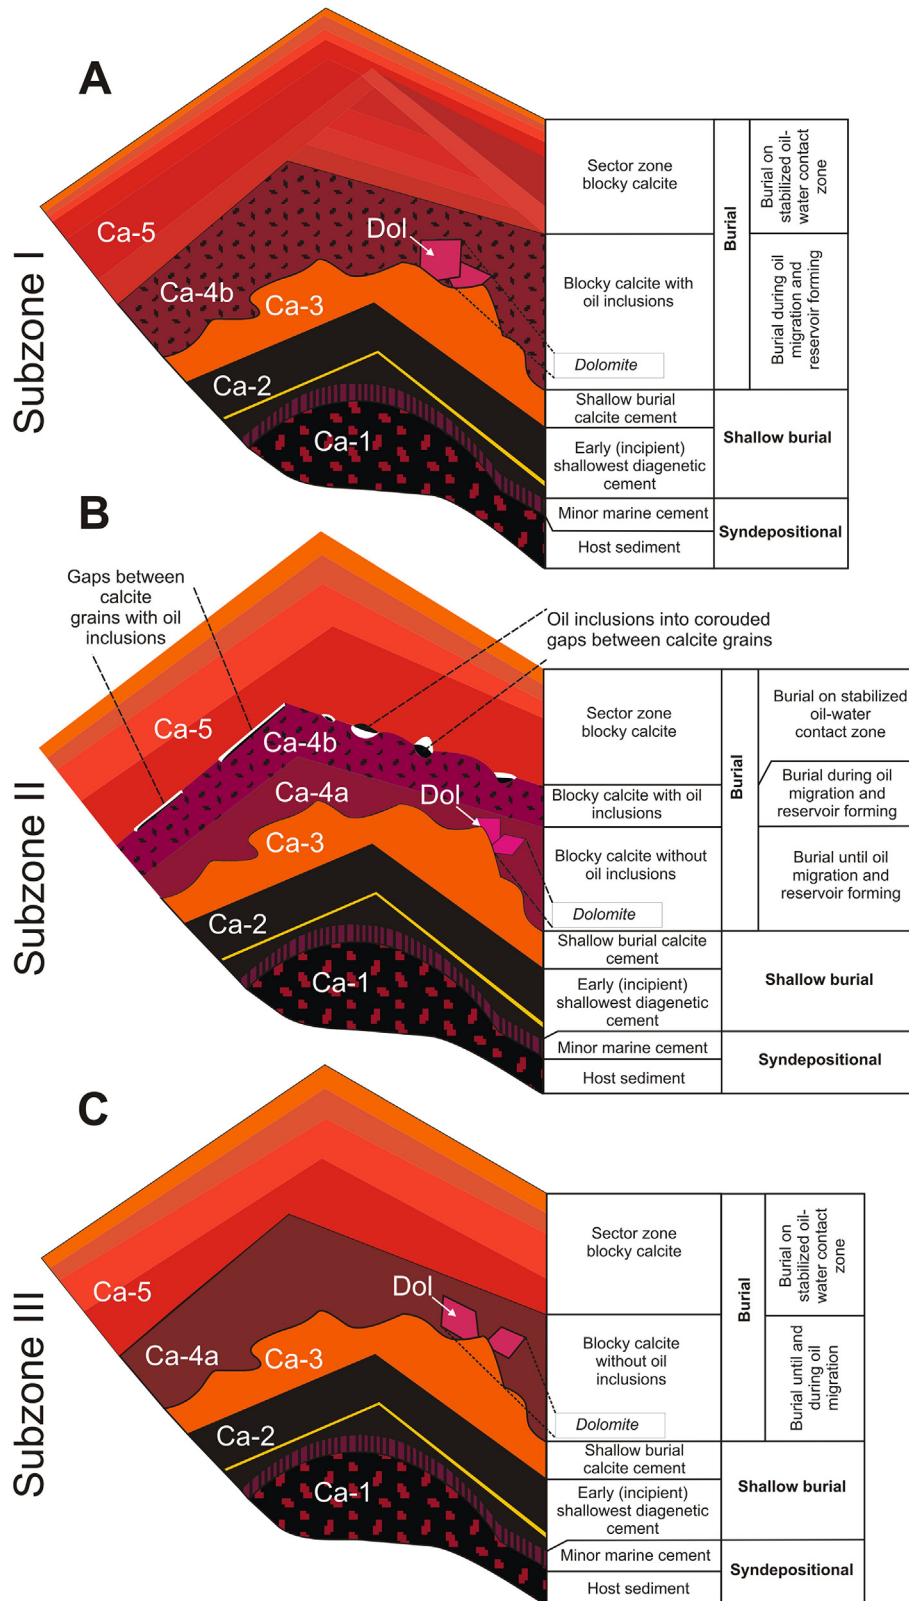 A
Subzone I
Ca-5
Dol
Ca-4b
Ca-3
Ca-2
Ca-1
Sector zone
blocky calcite
Blocky calcite with
oil inclusions
Dolomite
Shallow burial
calcite cement
Early (incipient)
shallowest diagenetic
cement
Minor marine cement
Host sediment
Burial
Burial on
stabilized oil-
water contact
zone
Burial during oil
migration and
reservoir forming
Shallow burial
Syndepositional
B
Subzone II
Gaps between
calcite
grains with oil
inclusions
Oil inclusions into corouded
gaps between calcite grains
Ca-5
Ca-4b
Ca-4a
Dol
Ca-3
Ca-2
Ca-1
Sector zone
blocky calcite
Blocky calcite with oil
inclusions
Blocky calcite without
oil inclusions
Dolomite
Shallow burial calcite
cement
Early (incipient)
shallowest diagenetic
cement
Minor marine cement
Host sediment
Burial
Burial on stabilized
oil-water
contact zone
Burial during oil
migration and
reservoir forming
Burial until oil
migration and
reservoir forming
Shallow burial
Syndepositional
C
Subzone III
Ca-5
Dol
Ca-4a
Ca-3
Ca-2
Ca-1
Sector zone
blocky calcite
Blocky calcite
without oil
inclusions
Dolomite
Shallow burial
calcite cement
Early (incipient)
shallowest diagenetic
cement
Minor marine cement
Host sediment
Burial
Burial on
stabilized oil-
water contact
zone
Burial until and
during oil
migration
Shallow burial
Syndepositional